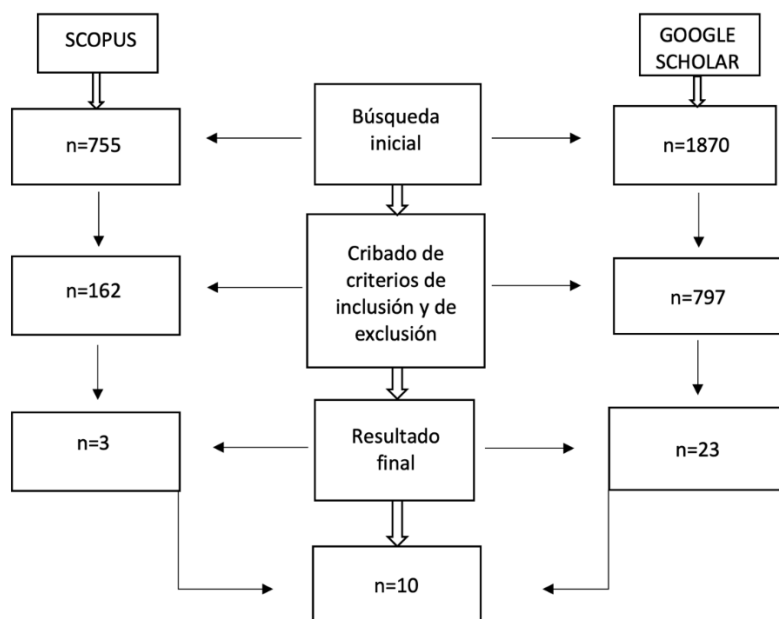 SCOPUS
GOOGLE
SCHOLAR
n=755
Búsqueda
inicial
n=1870
n=162
Cribado de
criterios de
inclusión y de
exclusión
n=797
n=3
Resultado
final
n=23
n=10